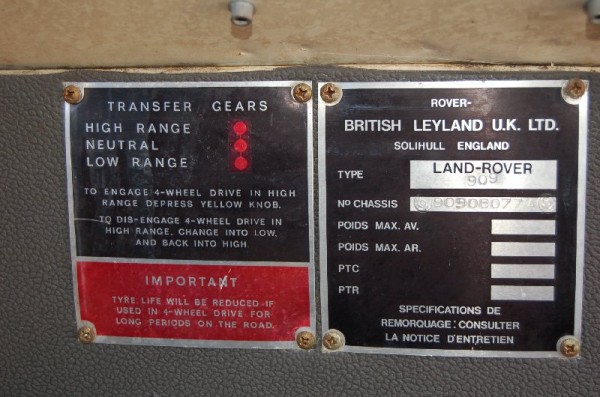 TRANSFER GEARS
HIGH RANGE
NEUTRAL
LOW RANGE
TO ENGAGE 4-WHEEL DRIVE IN HIGH
RANGE DEPRESS YELLOW KNOB.
TO DIS-ENGAGE 4-WHEEL DRIVE IN
HIGH RANGE, CHANGE INTO LOW,
AND BACK INTO HIGH.
IMPORTANT
TYRE LIFE WILL BE REDUCED IF
USED IN 4-WHEEL DRIVE FOR
LONG PERIODS ON THE ROAD.
ROVER-
BRITISH LEYLAND U.K. LTD.
SOLIHULL ENGLAND
TYPE LAND-ROVER
909
Nº CHASSIS 90908077
POIDS MAX. AV.
POIDS MAX. AR.
PTC
PTR
SPECIFICATIONS DE
REMORQUAGE: CONSULTER
LA NOTICE D'ENTRETIEN